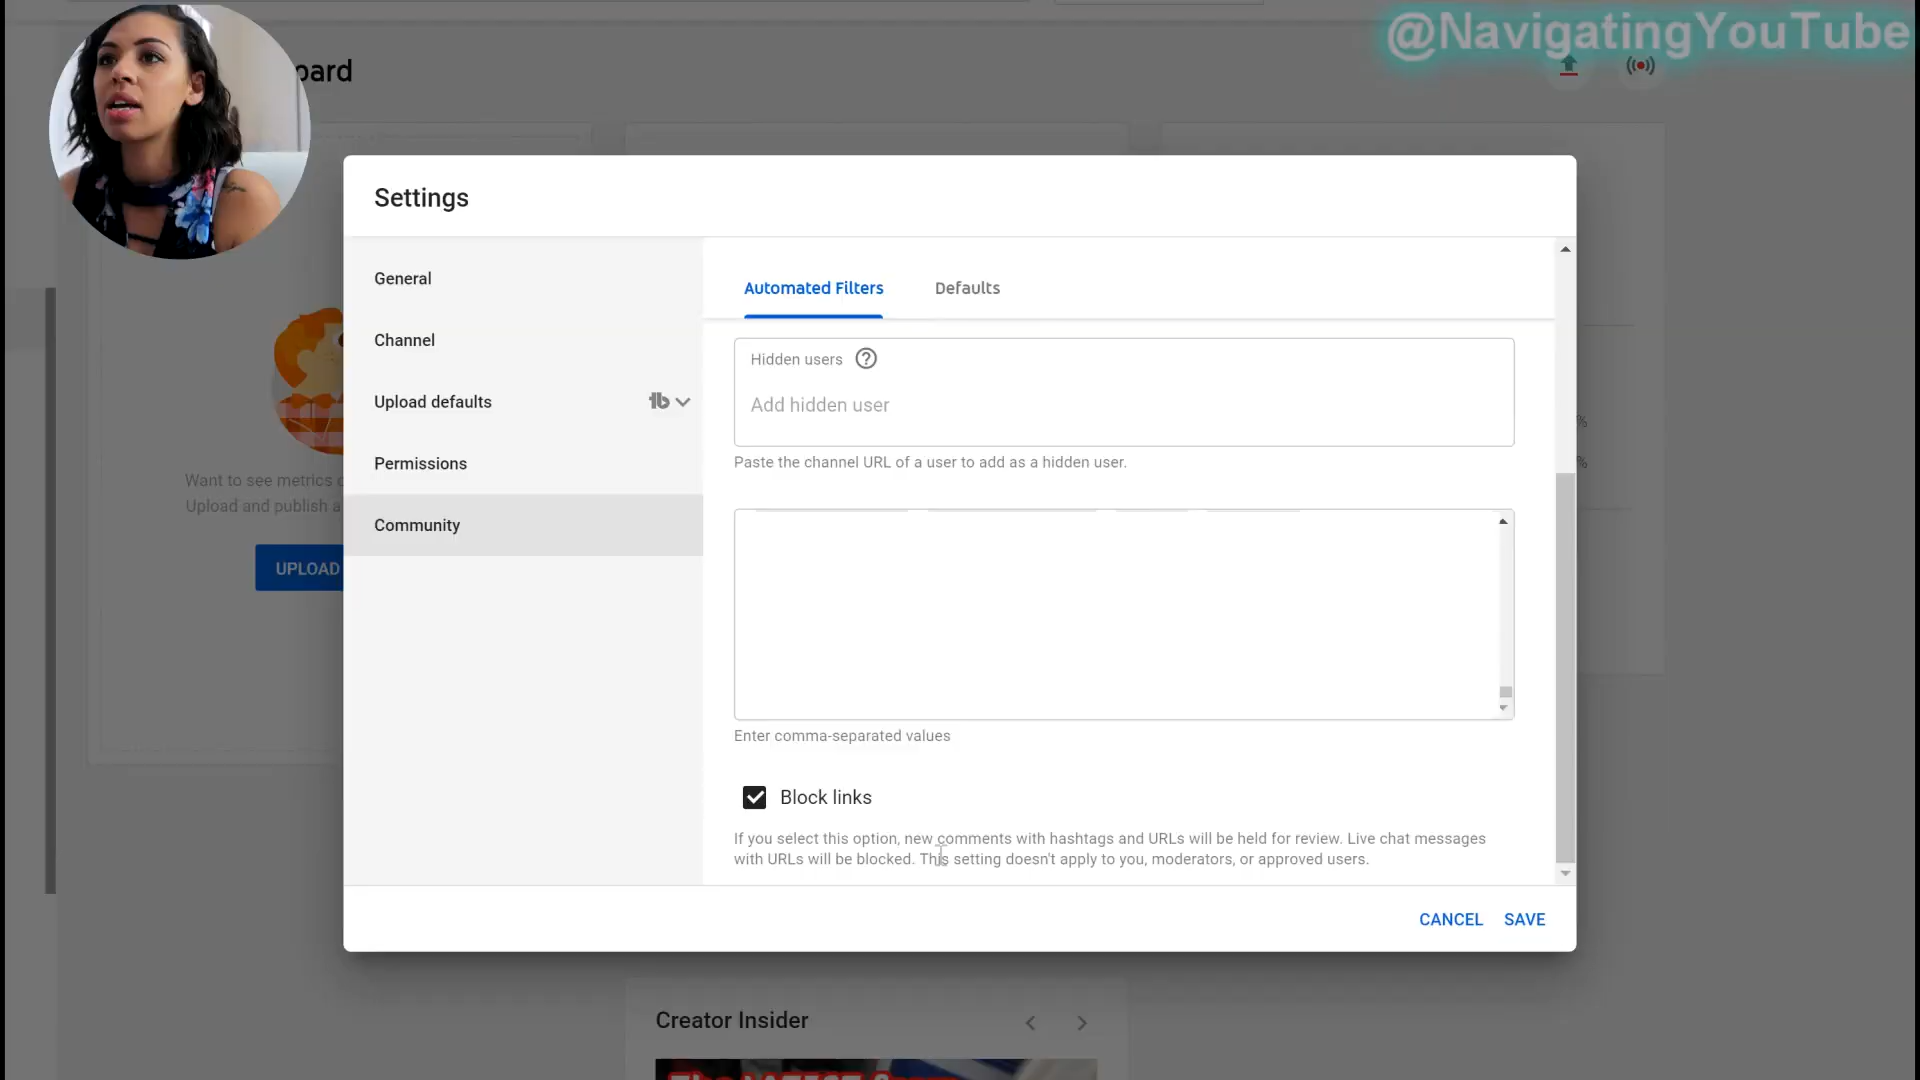 @NavigatingYouTube
oard
Settings
General
Channel
Upload defaults
Permissions
Community
Automated Filters
Defaults
Hidden users
Add hidden user
Paste the channel URL of a user to add as a hidden user.
Enter comma-separated values
Block links
If you select this option, new comments with hashtags and URLs will be held for review. Live chat messages
with URLs will be blocked. This setting doesn't apply to you, moderators, or approved users.
CANCEL
SAVE
Want to see metrics
Upload and publish a
UPLOAD
%
%
Creator Insider